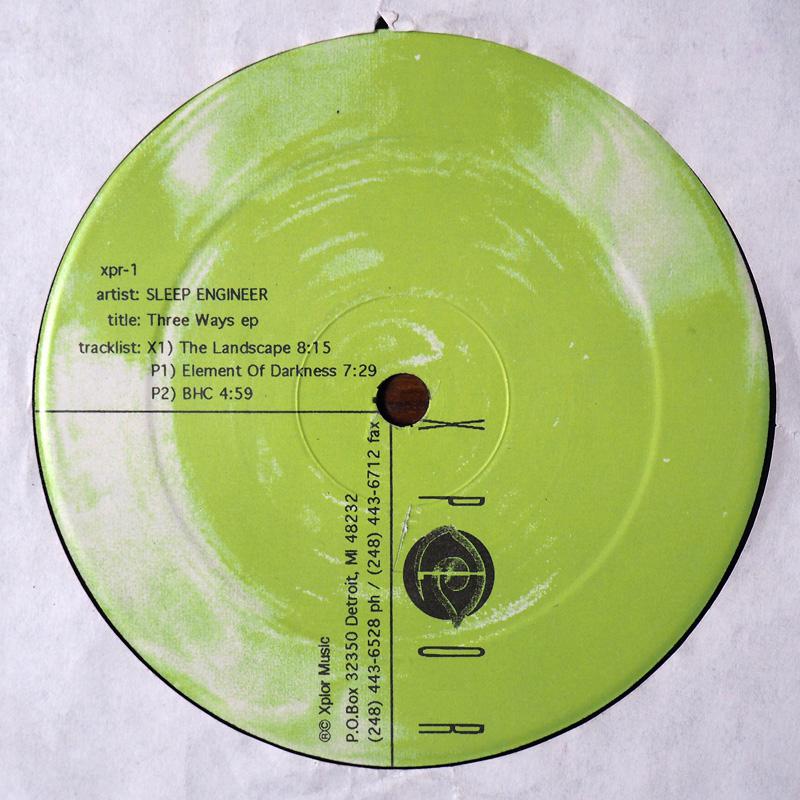 xpr-1
artist: SLEEP ENGINEER
title: Three Ways ep
tracklist: X1) The Landscape 8:15
P1) Element Of Darkness 7:29
P2) BHC 4:59
®© Xplor Music
P.O.Box 32350 Detroit, MI 48232
(248) 443-6528 ph / (248) 443-6712 fax
X P L O R